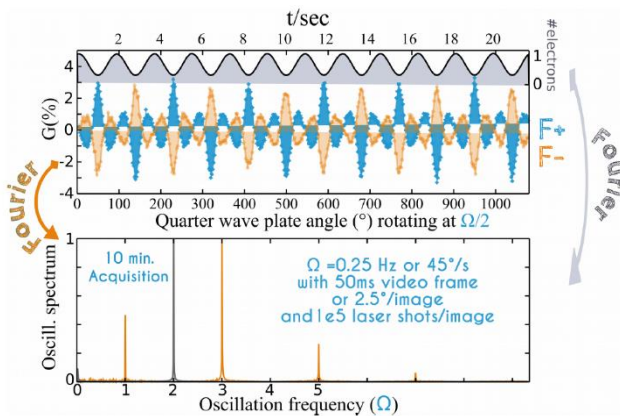 t/sec
2 4 6 8 10 12 14 16 18 20
#electrons
1
0
G(%)
4
2
0
-2
-4
F+
F-
0 100 200 300 400 500 600 700 800 900 1000
Quarter wave plate angle (°) rotating at Ω/2
Fourier
Fourier
Oscill. spectrum
1
10 min.
Acquisition
Ω =0.25 Hz or 45°/s
with 50ms video frame
or 2.5°/image
and 1e5 laser shots/image
0 1 2 3 5
Oscillation frequency (Ω)